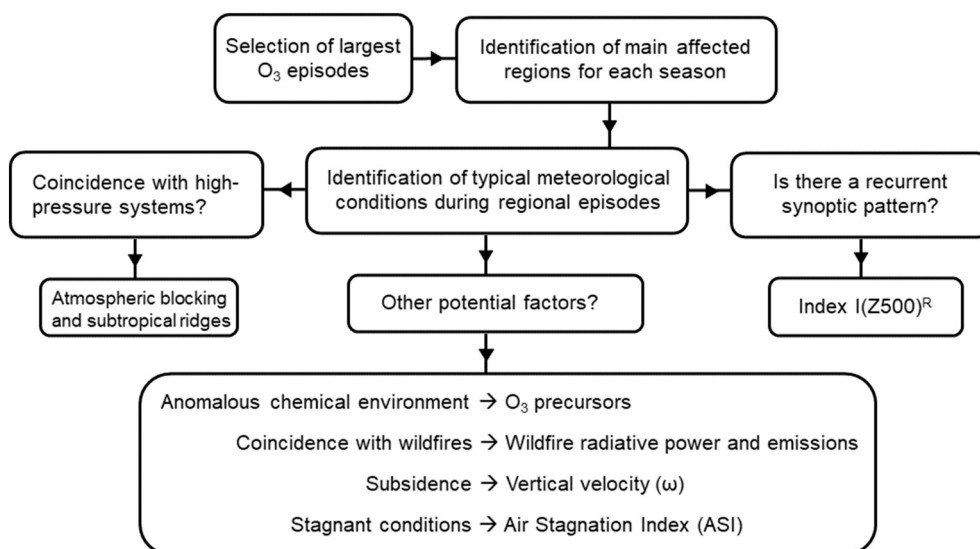 Selection of largest
O₃ episodes
Identification of main affected
regions for each season
Coincidence with high-
pressure systems?
Identification of typical meteorological
conditions during regional episodes
Is there a recurrent
synoptic pattern?
Atmospheric blocking
and subtropical ridges
Other potential factors?
Index I(Z500)ᴿ
Anomalous chemical environment → O₃ precursors
Coincidence with wildfires → Wildfire radiative power and emissions
Subsidence → Vertical velocity (ω)
Stagnant conditions → Air Stagnation Index (ASI)